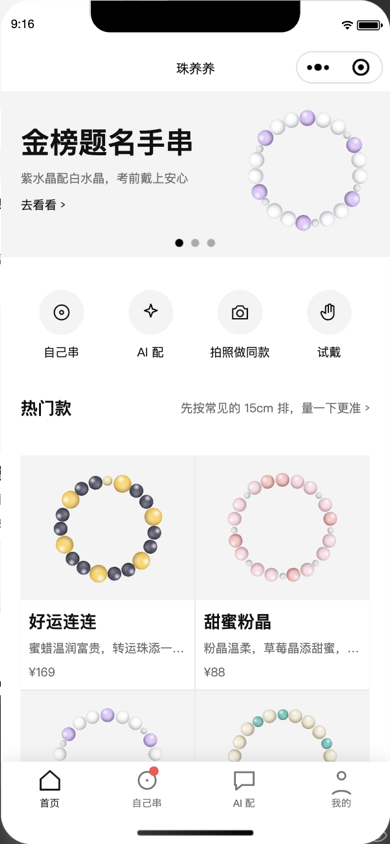 9:16
珠养养
金榜题名手串
紫水晶配白水晶，考前戴上安心
去看看 >
自己串
AI 配
拍照做同款
试戴
热门款
先按常见的 15cm 排，量一下更准 >
好运连连
蜜蜡温润富贵，转运珠添一…
¥169
甜蜜粉晶
粉晶温柔，草莓晶添甜蜜，…
¥88
首页
自己串
AI 配
我的